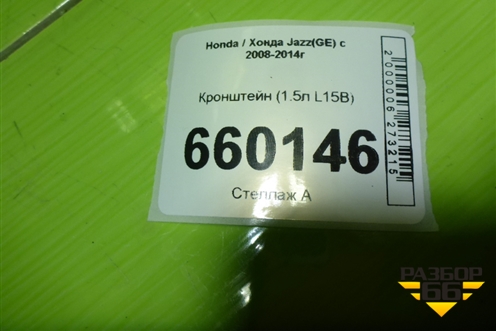 Honda / Хонда Jazz(GE) с
2008-2014г
Кронштейн (1.5л L15B)
660146
Стеллаж А
2000006273215
РАЗБОР
66